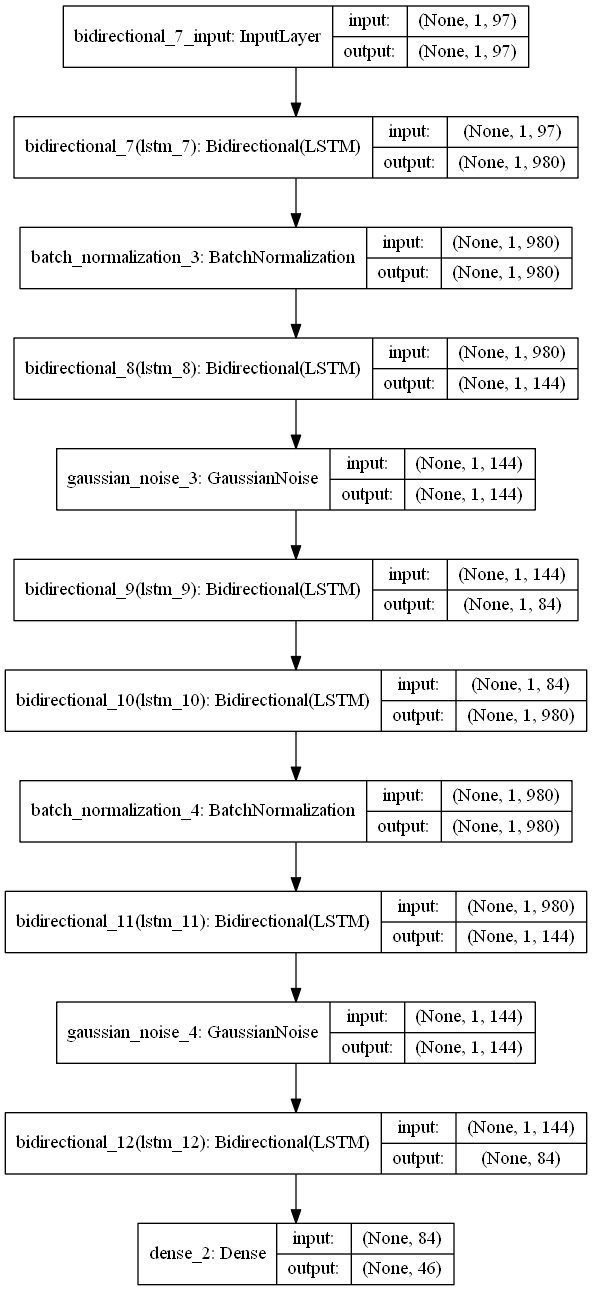 bidirectional_7_input: InputLayer
input: (None, 1, 97)
output: (None, 1, 97)
bidirectional_7(lstm_7): Bidirectional(LSTM)
input: (None, 1, 97)
output: (None, 1, 980)
batch_normalization_3: BatchNormalization
input: (None, 1, 980)
output: (None, 1, 980)
bidirectional_8(lstm_8): Bidirectional(LSTM)
input: (None, 1, 980)
output: (None, 1, 144)
gaussian_noise_3: GaussianNoise
input: (None, 1, 144)
output: (None, 1, 144)
bidirectional_9(lstm_9): Bidirectional(LSTM)
input: (None, 1, 144)
output: (None, 1, 84)
bidirectional_10(lstm_10): Bidirectional(LSTM)
input: (None, 1, 84)
output: (None, 1, 980)
batch_normalization_4: BatchNormalization
input: (None, 1, 980)
output: (None, 1, 980)
bidirectional_11(lstm_11): Bidirectional(LSTM)
input: (None, 1, 980)
output: (None, 1, 144)
gaussian_noise_4: GaussianNoise
input: (None, 1, 144)
output: (None, 1, 144)
bidirectional_12(lstm_12): Bidirectional(LSTM)
input: (None, 1, 144)
output: (None, 84)
dense_2: Dense
input: (None, 84)
output: (None, 46)